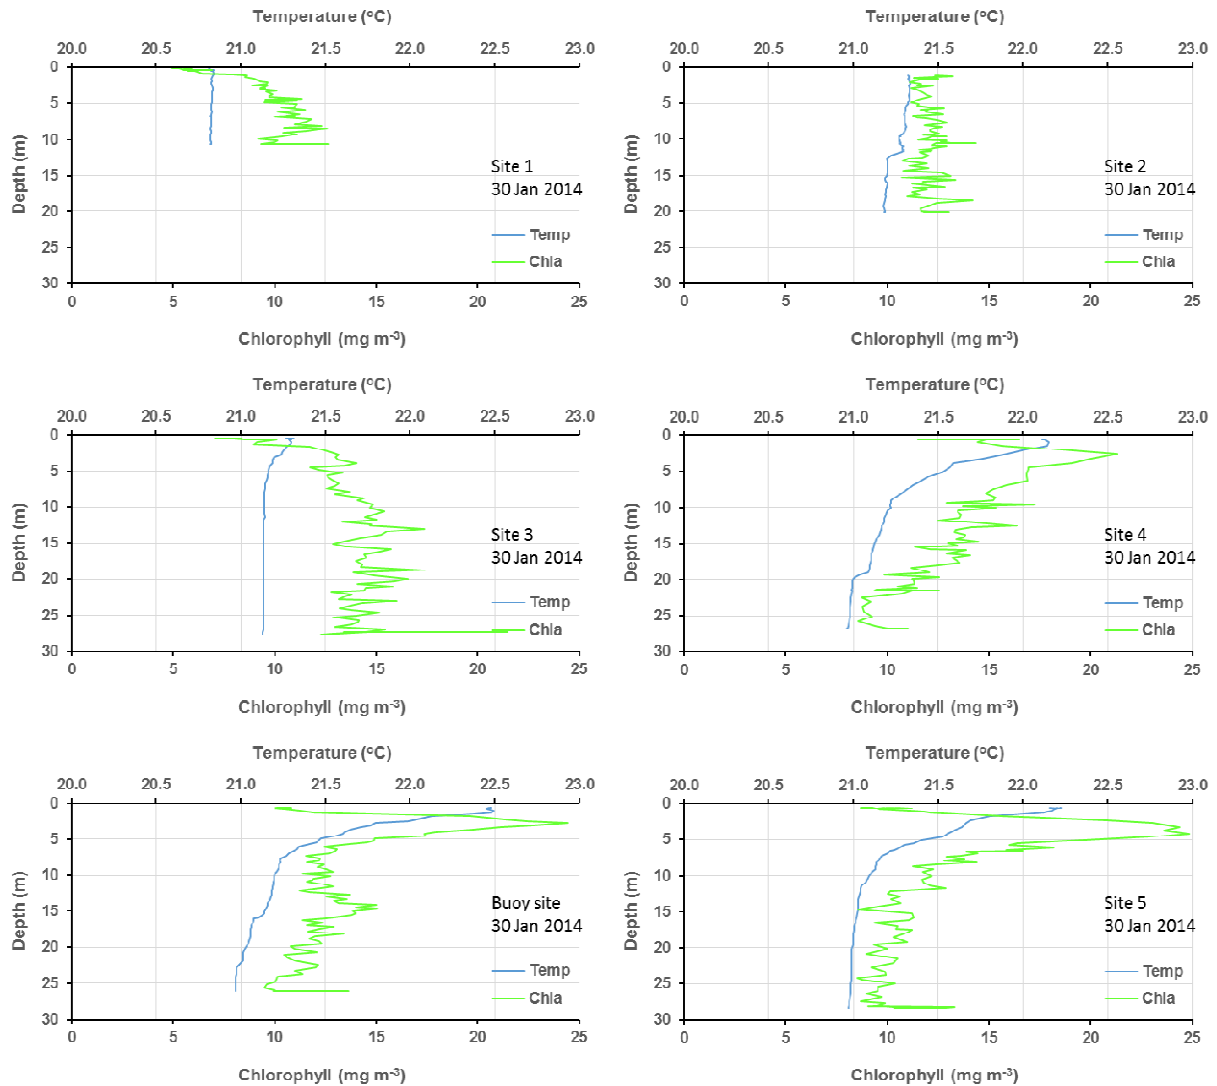 Temperature (°C)
20.0 20.5 21.0 21.5 22.0 22.5 23.0
0
5
10
15
20
25
30
Depth (m)
Site 1
30 Jan 2014
Temp
Chla
0 5 10 15 20 25
Chlorophyll (mg m-3)
Temperature (°C)
20.0 20.5 21.0 21.5 22.0 22.5 23.0
0
5
10
15
20
25
30
Depth (m)
Site 2
30 Jan 2014
Temp
Chla
0 5 10 15 20 25
Chlorophyll (mg m-3)
Temperature (°C)
20.0 20.5 21.0 21.5 22.0 22.5 23.0
0
5
10
15
20
25
30
Depth (m)
Site 3
30 Jan 2014
Temp
Chla
0 5 10 15 20 25
Chlorophyll (mg m-3)
Temperature (°C)
20.0 20.5 21.0 21.5 22.0 22.5 23.0
0
5
10
15
20
25
30
Depth (m)
Site 4
30 Jan 2014
Temp
Chla
0 5 10 15 20 25
Chlorophyll (mg m-3)
Temperature (°C)
20.0 20.5 21.0 21.5 22.0 22.5 23.0
0
5
10
15
20
25
30
Depth (m)
Buoy site
30 Jan 2014
Temp
Chla
0 5 10 15 20 25
Chlorophyll (mg m-3)
Temperature (°C)
20.0 20.5 21.0 21.5 22.0 22.5 23.0
0
5
10
15
20
25
30
Depth (m)
Site 5
30 Jan 2014
Temp
Chla
0 5 10 15 20 25
Chlorophyll (mg m-3)